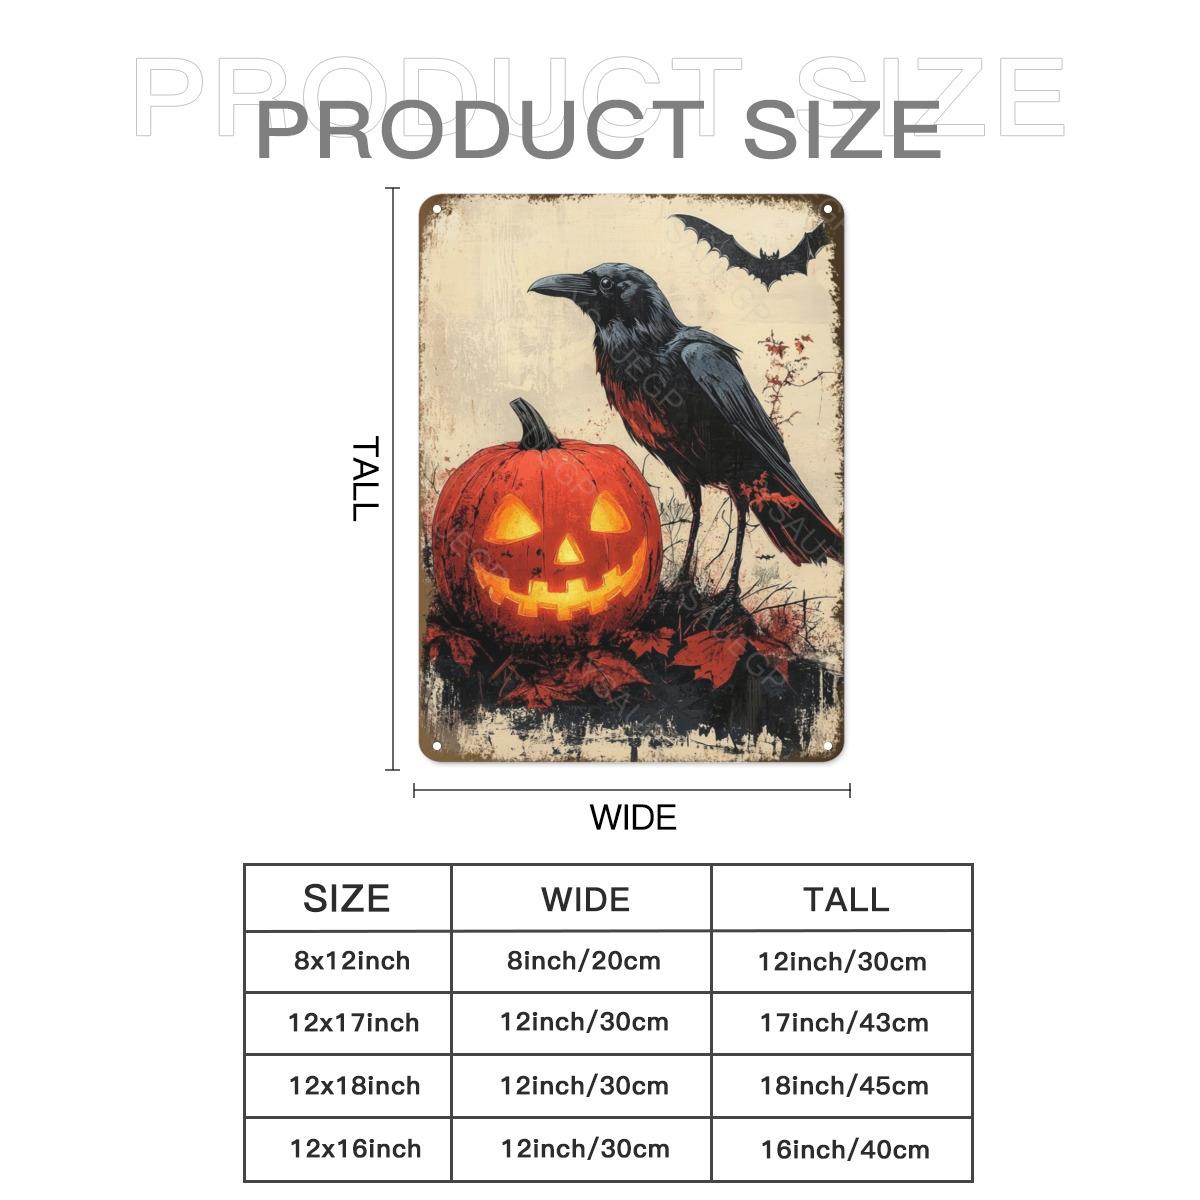 PRODUCT SIZE
PRODUCT SIZE
TALL
WIDE
SIZE WIDE TALL
8x12inch 8inch/20cm 12inch/30cm
12x17inch 12inch/30cm 17inch/43cm
12x18inch 12inch/30cm 18inch/45cm
12x16inch 12inch/30cm 16inch/40cm